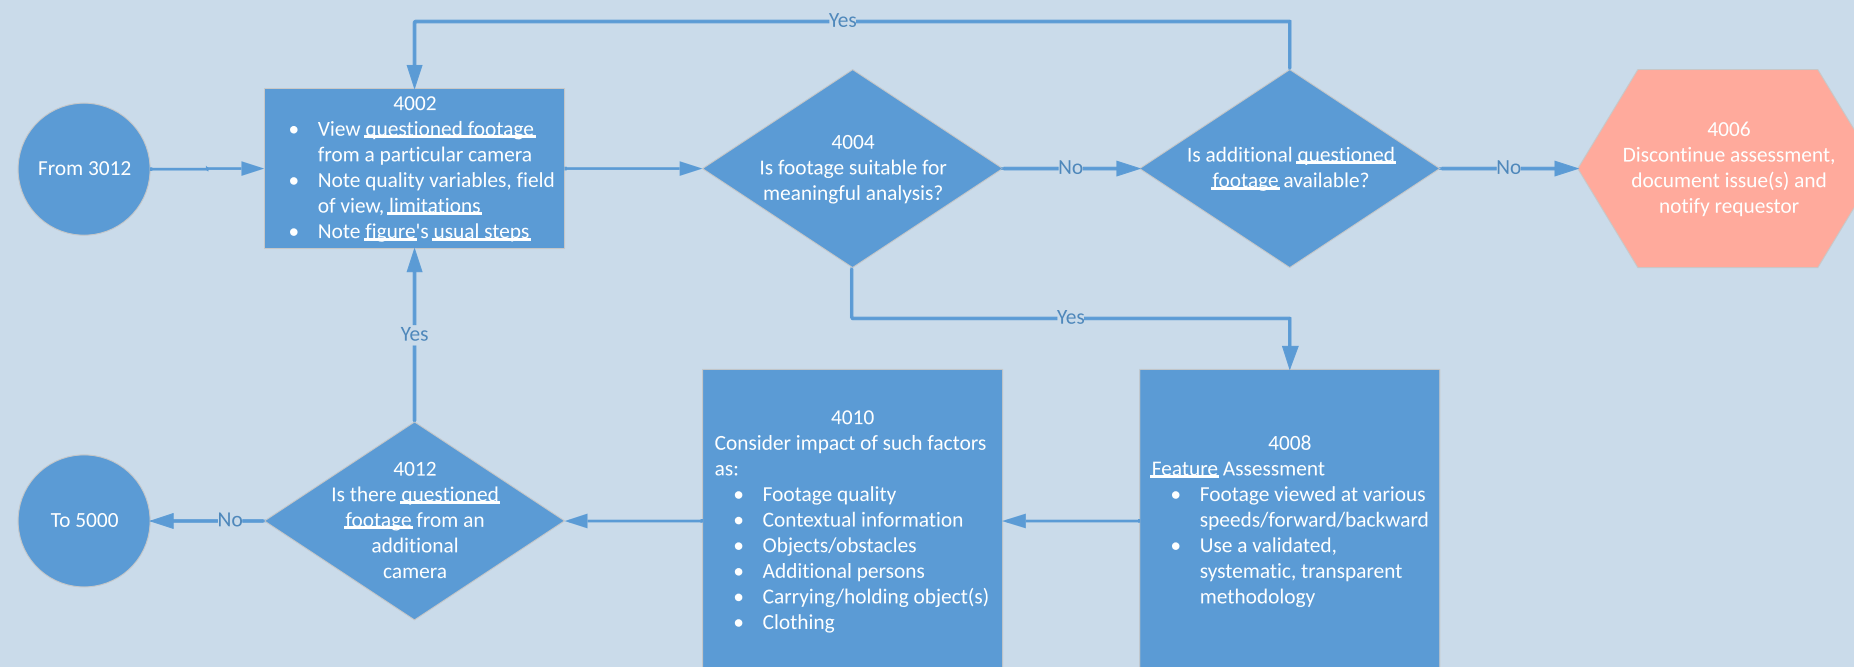 Yes
From 3012
4002
• View questioned footage
from a particular camera
• Note quality variables, field
of view, limitations
• Note figure's usual steps
4004
Is footage suitable for
meaningful analysis?
No
Is additional questioned
footage available?
No
4006
Discontinue assessment,
document issue(s) and
notify requestor
Yes
Yes
4008
Feature Assessment
• Footage viewed at various
speeds/forward/backward
• Use a validated,
systematic, transparent
methodology
4010
Consider impact of such factors
as:
• Footage quality
• Contextual information
• Objects/obstacles
• Additional persons
• Carrying/holding object(s)
• Clothing
4012
Is there questioned
footage from an
additional
camera
No
To 5000